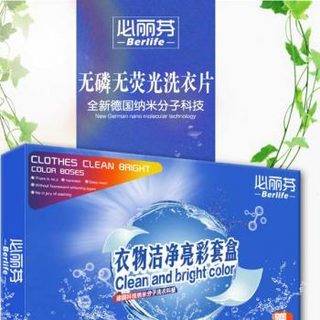 必丽芬
Berlife
无磷无荧光洗衣片
全新德国纳米分子科技
New German nano molecular technology
CLOTHES CLEAN BRIGHT
COLOR BOSES
必丽芬
Berlife
衣物洁净亮彩套盒
Clean and bright color
必丽芬
Berlife